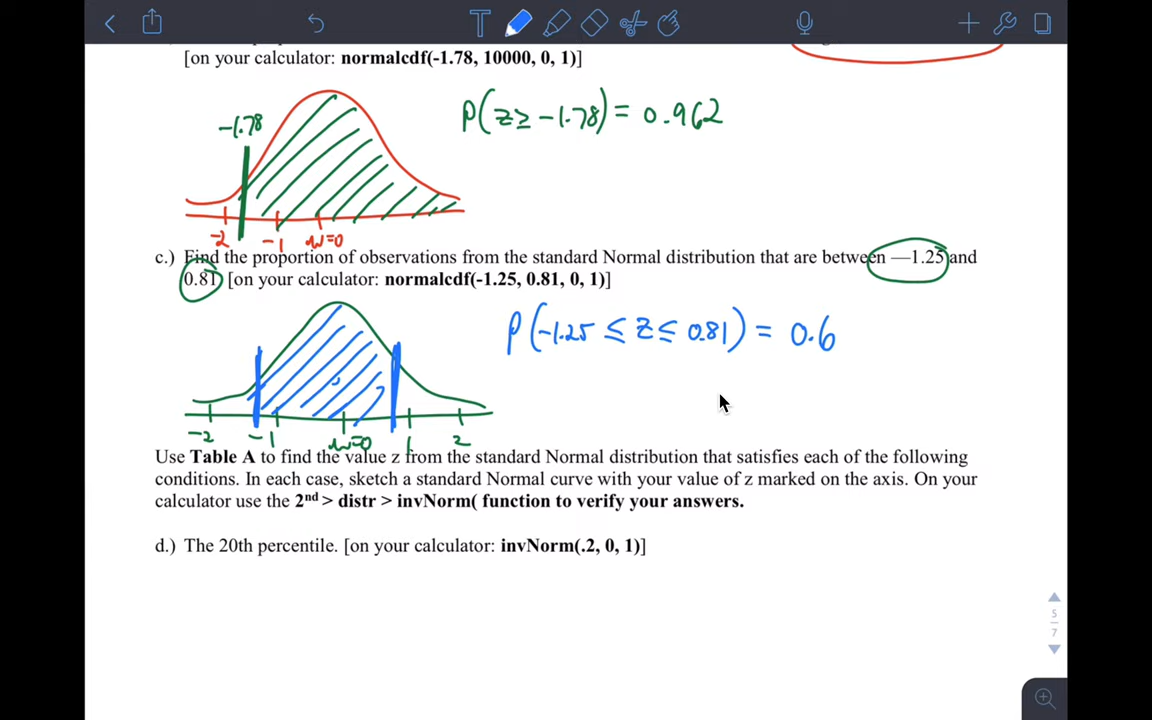 [on your calculator: normalcdf(-1.78, 10000, 0, 1)]
-1.78
P(z≥ -1.78) = 0.962
-2 -1 M=0
c.) Find the proportion of observations from the standard Normal distribution that are between —1.25 and
0.81 [on your calculator: normalcdf(-1.25, 0.81, 0, 1)]
P(-1.25 ≤ z ≤ 0.81) = 0.6
-2 -1 M=0 1 2
Use Table A to find the value z from the standard Normal distribution that satisfies each of the following
conditions. In each case, sketch a standard Normal curve with your value of z marked on the axis. On your
calculator use the 2nd > distr > invNorm( function to verify your answers.
d.) The 20th percentile. [on your calculator: invNorm(.2, 0, 1)]
5
7